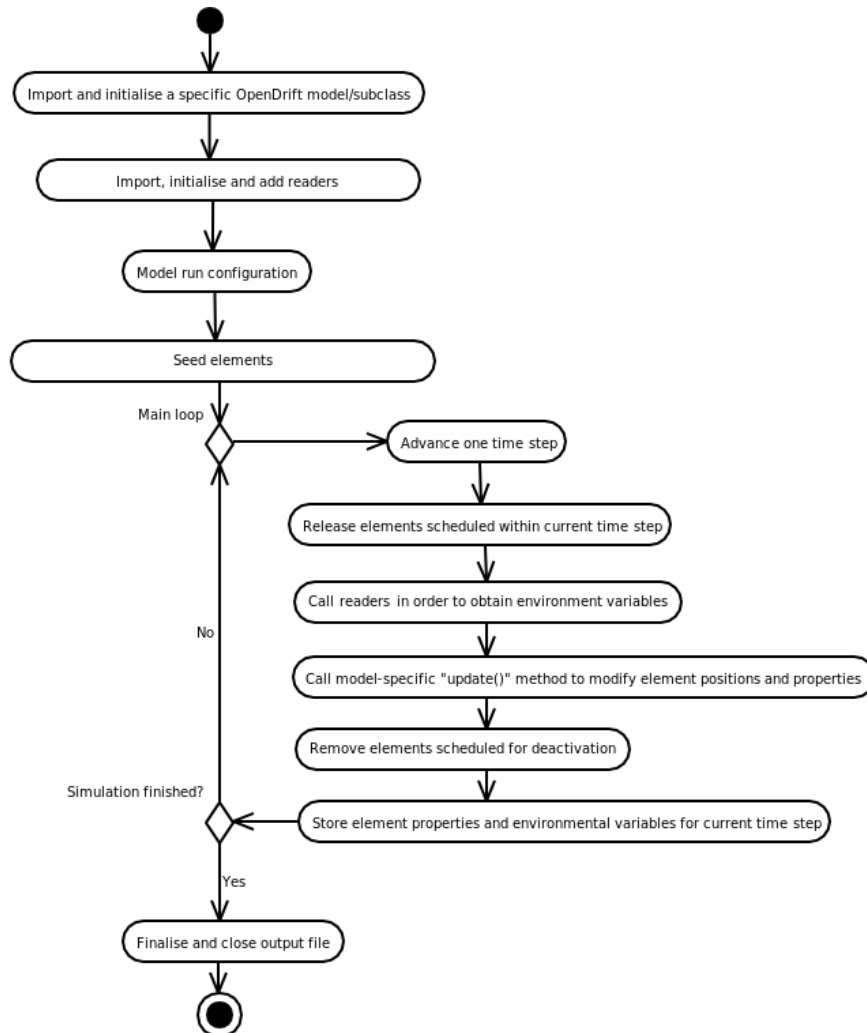 Import and initialise a specific OpenDrift model/subclass
Import, initialise and add readers
Model run configuration
Seed elements
Main loop
Advance one time step
Release elements scheduled within current time step
Call readers in order to obtain environment variables
No
Call model-specific "update()" method to modify element positions and properties
Remove elements scheduled for deactivation
Simulation finished?
Store element properties and environmental variables for current time step
Yes
Finalise and close output file